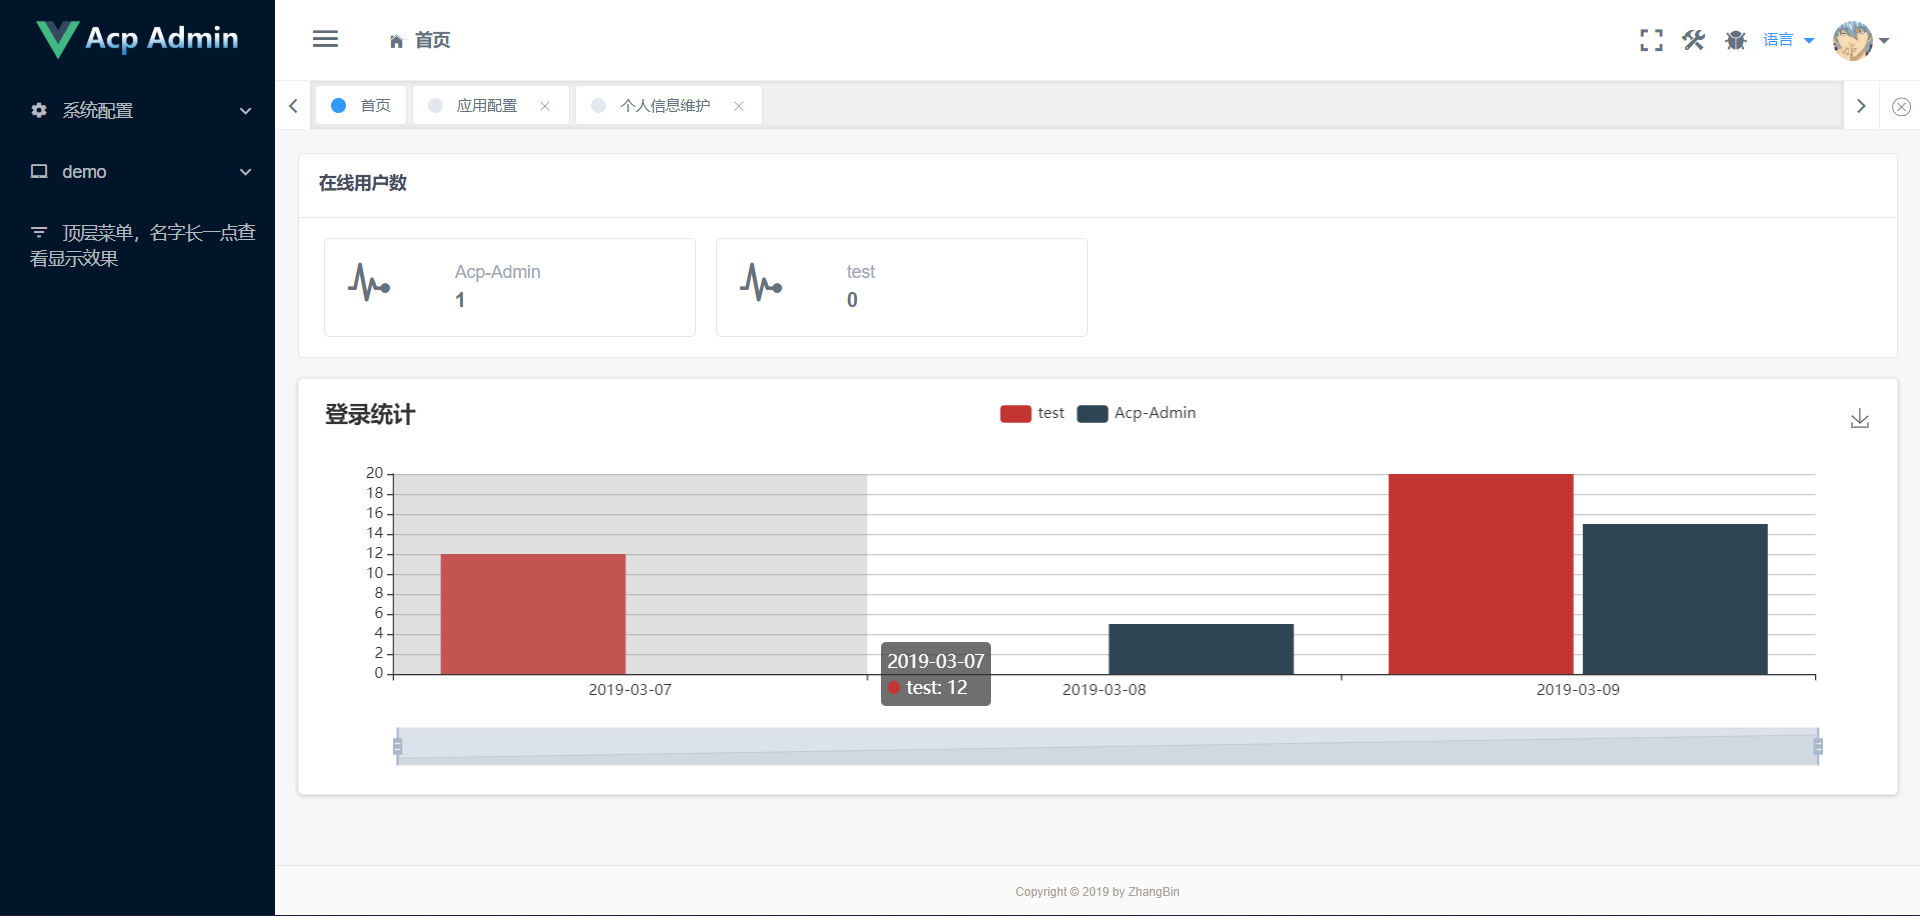 Acp Admin
系统配置
demo
顶层菜单，名字长一点查
看显示效果
首页
语言
首页
应用配置
个人信息维护
在线用户数
Acp-Admin
1
test
0
登录统计
test
Acp-Admin
20
18
16
14
12
10
8
6
4
2
0
2019-03-07
test: 12
2019-03-07
2019-03-08
2019-03-09
Copyright © 2019 by ZhangBin